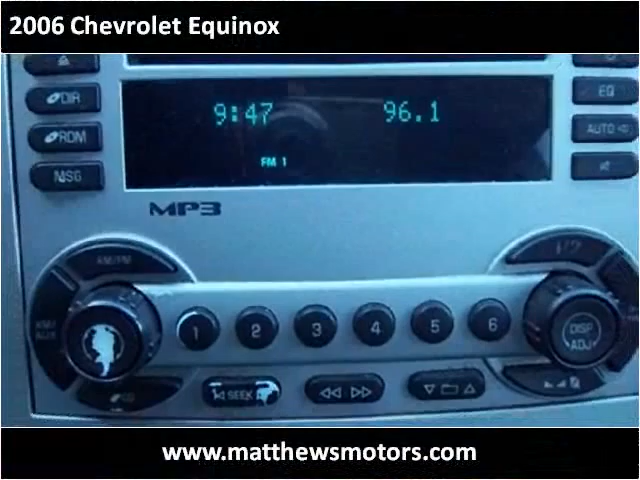 2006 Chevrolet Equinox
DIR
9:47 96.1
EQ
RDM
AUTO
FM 1
MSG
MP3
AM/FM
1 2 3 4 5 6
DISP
ADJ
SEEK
www.matthewsmotors.com